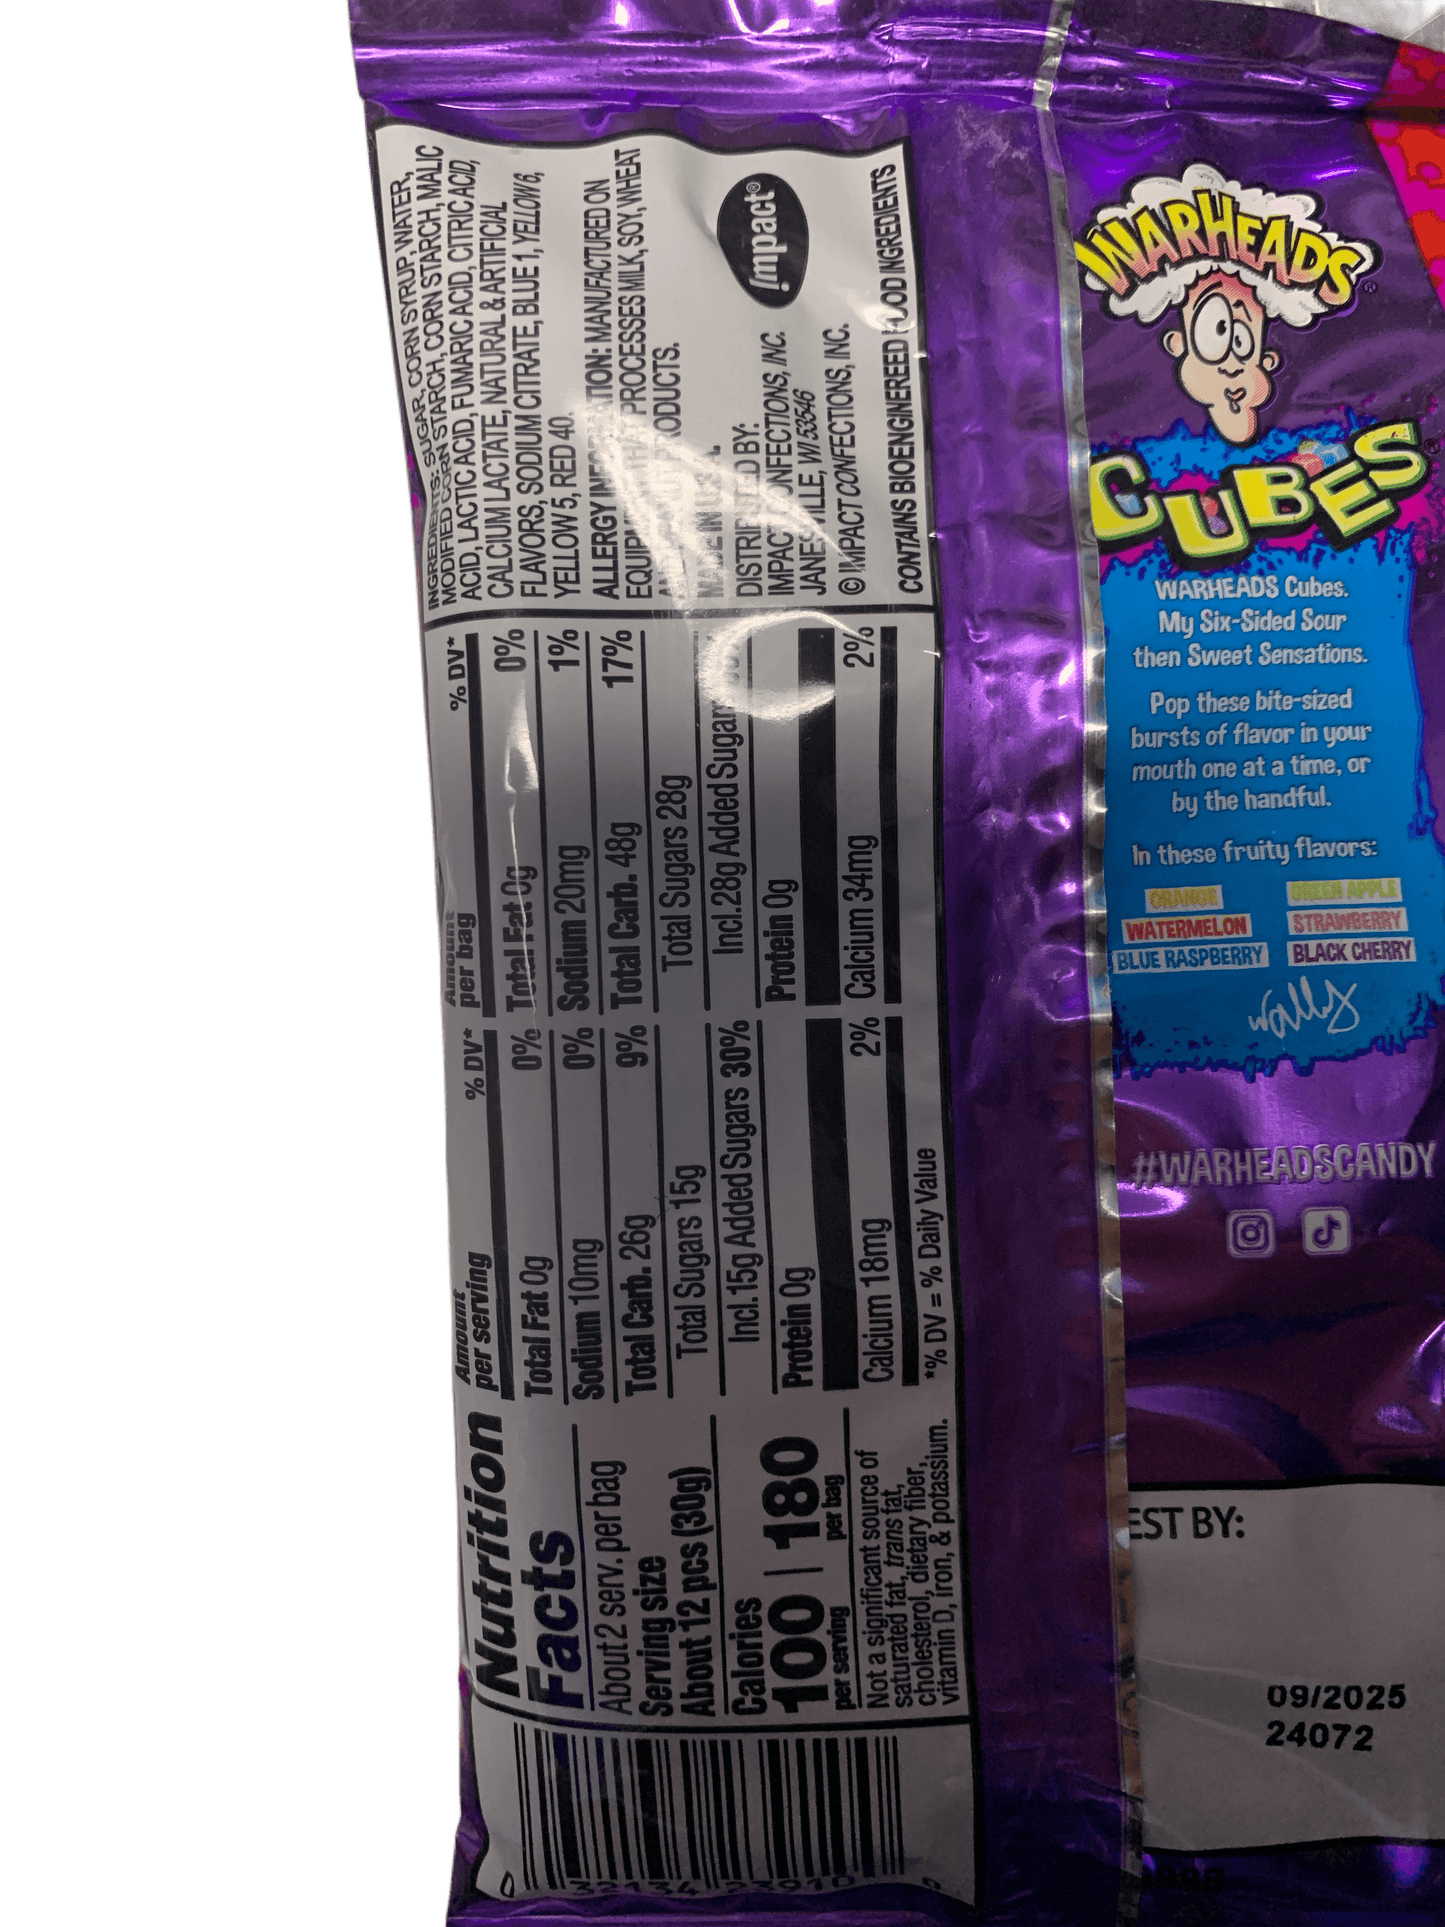 Nutrition
Facts
About 2 serv. per bag
Serving size
About 12 pcs (30g)
Calories
100 | 180
per serving per bag
Not a significant source of
saturated fat, trans fat,
cholesterol, dietary fiber,
vitamin D, iron, & potassium.
Amount
per serving % DV*
Total Fat 0g 0%
Sodium 10mg 0%
Total Carb. 26g 9%
Total Sugars 15g
Incl. 15g Added Sugars 30%
Protein 0g
Calcium 18mg 2%
*% DV = % Daily Value
Amount
per bag % DV*
Total Fat 0g 0%
Sodium 20mg 1%
Total Carb. 48g 17%
Total Sugars 28g
Incl. 28g Added Sugars
Protein 0g
Calcium 34mg 2%
INGREDIENTS: SUGAR, CORN SYRUP, WATER,
MODIFIED CORN STARCH, CORN STARCH, MALIC
ACID, LACTIC ACID, FUMARIC ACID, CITRIC ACID,
CALCIUM LACTATE, NATURAL & ARTIFICIAL
FLAVORS, SODIUM CITRATE, BLUE 1, YELLOW 6,
YELLOW 5, RED 40.
ALLERGY INFORMATION: MANUFACTURED ON
PROCESSES MILK, SOY, WHEAT
PRODUCTS.
MADE IN
DISTRIBUTED BY:
IMPACT CONFECTIONS, INC.
JANESVILLE, WI 53546
© IMPACT CONFECTIONS, INC.
CONTAINS BIOENGINEERED FOOD INGREDIENTS
Impact®
WARHEADS®
CUBES
WARHEADS Cubes.
My Six-Sided Sour
then Sweet Sensations.
Pop these bite-sized
bursts of flavor in your
mouth one at a time, or
by the handful.
In these fruity flavors:
ORANGE GREEN APPLE
WATERMELON STRAWBERRY
BLUE RASPBERRY BLACK CHERRY
Wally
#WARHEADSCANDY
EST BY:
09/2025
24072